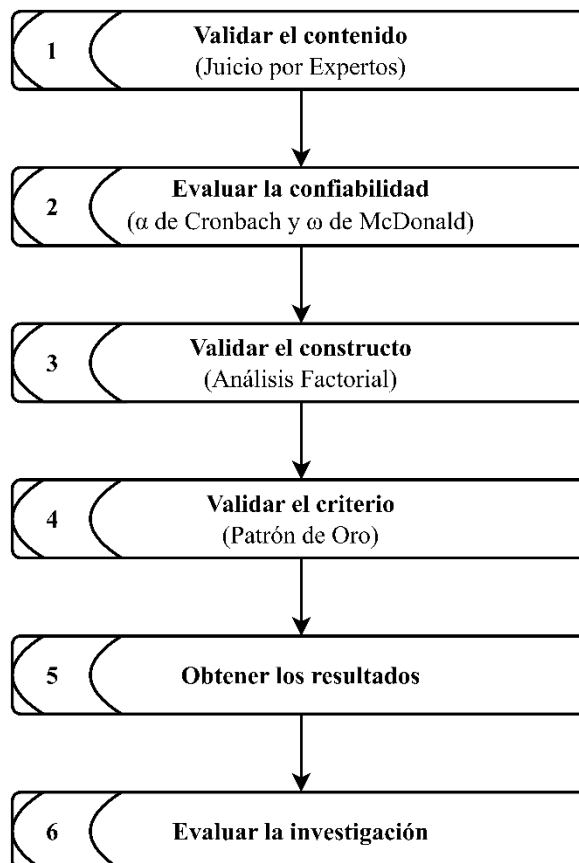 1
Validar el contenido
(Juicio por Expertos)
2
Evaluar la confiabilidad
(α de Cronbach y ω de McDonald)
3
Validar el constructo
(Análisis Factorial)
4
Validar el criterio
(Patrón de Oro)
5
Obtener los resultados
6
Evaluar la investigación